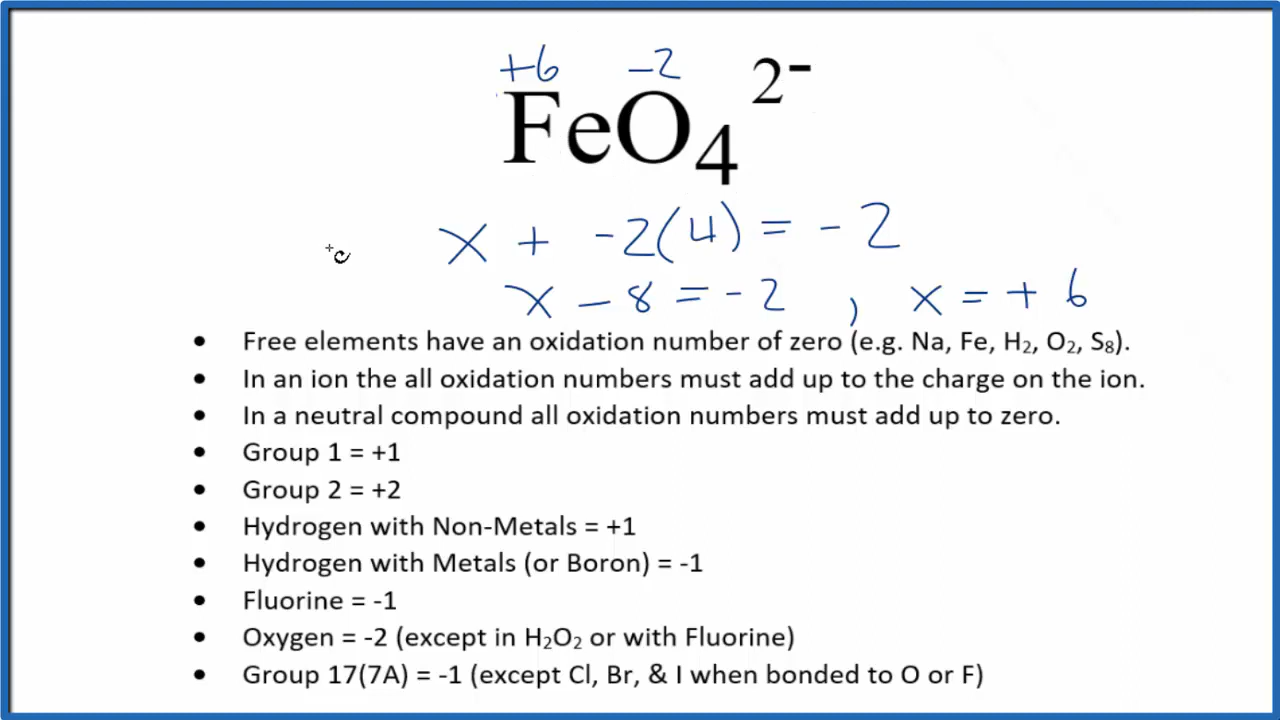 +6 -2
FeO₄²⁻
x + -2(4) = -2
x - 8 = -2 , x = + 6
• Free elements have an oxidation number of zero (e.g. Na, Fe, H₂, O₂, S₈).
• In an ion the all oxidation numbers must add up to the charge on the ion.
• In a neutral compound all oxidation numbers must add up to zero.
• Group 1 = +1
• Group 2 = +2
• Hydrogen with Non-Metals = +1
• Hydrogen with Metals (or Boron) = -1
• Fluorine = -1
• Oxygen = -2 (except in H₂O₂ or with Fluorine)
• Group 17(7A) = -1 (except Cl, Br, & I when bonded to O or F)